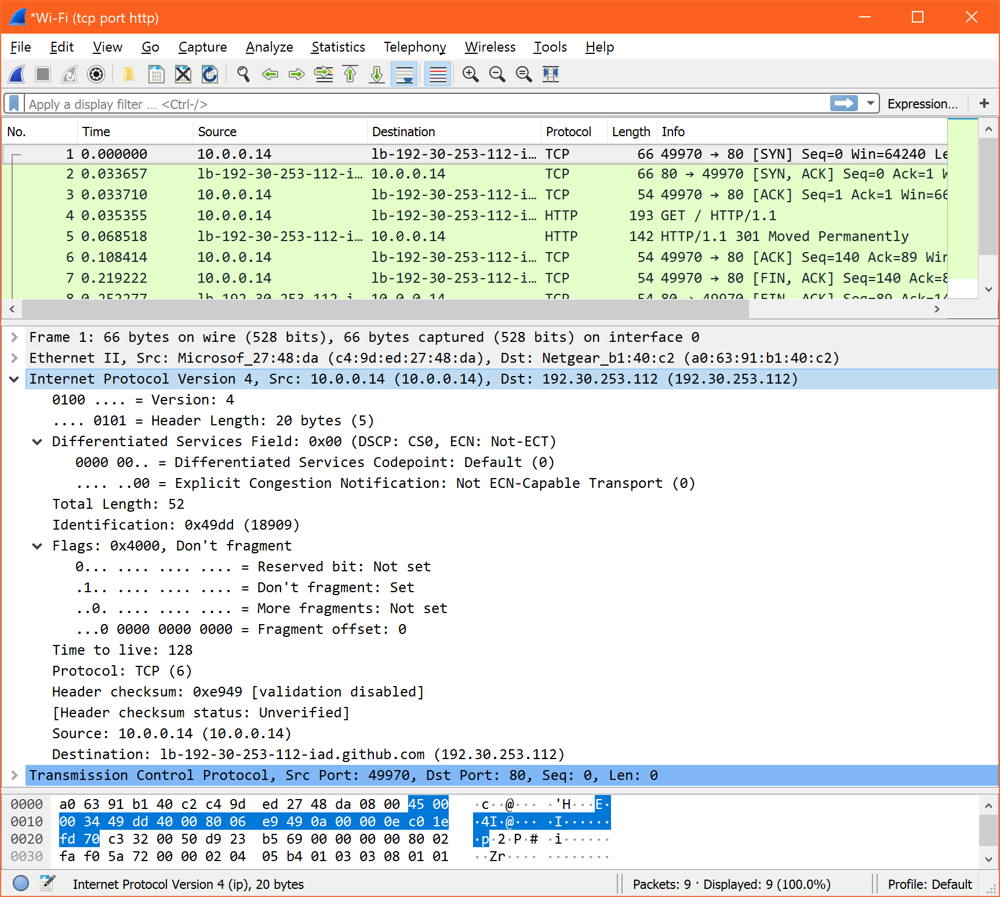 *Wi-Fi (tcp port http)
File Edit View Go Capture Analyze Statistics Telephony Wireless Tools Help
Apply a display filter ... <Ctrl-/> Expression... +
No. Time Source Destination Protocol Length Info
1 0.000000 10.0.0.14 lb-192-30-253-112-i… TCP 66 49970 → 80 [SYN] Seq=0 Win=64240 Le
2 0.033657 lb-192-30-253-112-i… 10.0.0.14 TCP 66 80 → 49970 [SYN, ACK] Seq=0 Ack=1 W
3 0.033710 10.0.0.14 lb-192-30-253-112-i… TCP 54 49970 → 80 [ACK] Seq=1 Ack=1 Win=66
4 0.035355 10.0.0.14 lb-192-30-253-112-i… HTTP 193 GET / HTTP/1.1
5 0.068518 lb-192-30-253-112-i… 10.0.0.14 HTTP 142 HTTP/1.1 301 Moved Permanently
6 0.108414 10.0.0.14 lb-192-30-253-112-i… TCP 54 49970 → 80 [ACK] Seq=140 Ack=89 Win
7 0.219222 10.0.0.14 lb-192-30-253-112-i… TCP 54 49970 → 80 [FIN, ACK] Seq=140 Ack=8
8 0.252277 lb-192-30-253-112-i 10.0.0.14 TCP 54 80 → 49970 [FIN, ACK] Seq=89 Ack=14
Frame 1: 66 bytes on wire (528 bits), 66 bytes captured (528 bits) on interface 0
Ethernet II, Src: Microsof_27:48:da (c4:9d:ed:27:48:da), Dst: Netgear_b1:40:c2 (a0:63:91:b1:40:c2)
Internet Protocol Version 4, Src: 10.0.0.14 (10.0.0.14), Dst: 192.30.253.112 (192.30.253.112)
0100 .... = Version: 4
.... 0101 = Header Length: 20 bytes (5)
Differentiated Services Field: 0x00 (DSCP: CS0, ECN: Not-ECT)
0000 00.. = Differentiated Services Codepoint: Default (0)
.... ..00 = Explicit Congestion Notification: Not ECN-Capable Transport (0)
Total Length: 52
Identification: 0x49dd (18909)
Flags: 0x4000, Don't fragment
0... .... .... .... = Reserved bit: Not set
.1.. .... .... .... = Don't fragment: Set
..0. .... .... .... = More fragments: Not set
...0 0000 0000 0000 = Fragment offset: 0
Time to live: 128
Protocol: TCP (6)
Header checksum: 0xe949 [validation disabled]
[Header checksum status: Unverified]
Source: 10.0.0.14 (10.0.0.14)
Destination: lb-192-30-253-112-iad.github.com (192.30.253.112)
Transmission Control Protocol, Src Port: 49970, Dst Port: 80, Seq: 0, Len: 0
0000 a0 63 91 b1 40 c2 c4 9d ed 27 48 da 08 00 45 00 ·c··@··· ·'H···E·
0010 00 34 49 dd 40 00 80 06 e9 49 0a 00 00 0e c0 1e ·4I·@··· ·I······
0020 fd 70 c3 32 00 50 d9 23 b5 69 00 00 00 00 80 02 ·p·2·P·# ·i······
0030 fa f0 5a 72 00 00 02 04 05 b4 01 03 03 08 01 01 ··Zr···· ········
Internet Protocol Version 4 (ip), 20 bytes Packets: 9 · Displayed: 9 (100.0%) Profile: Default